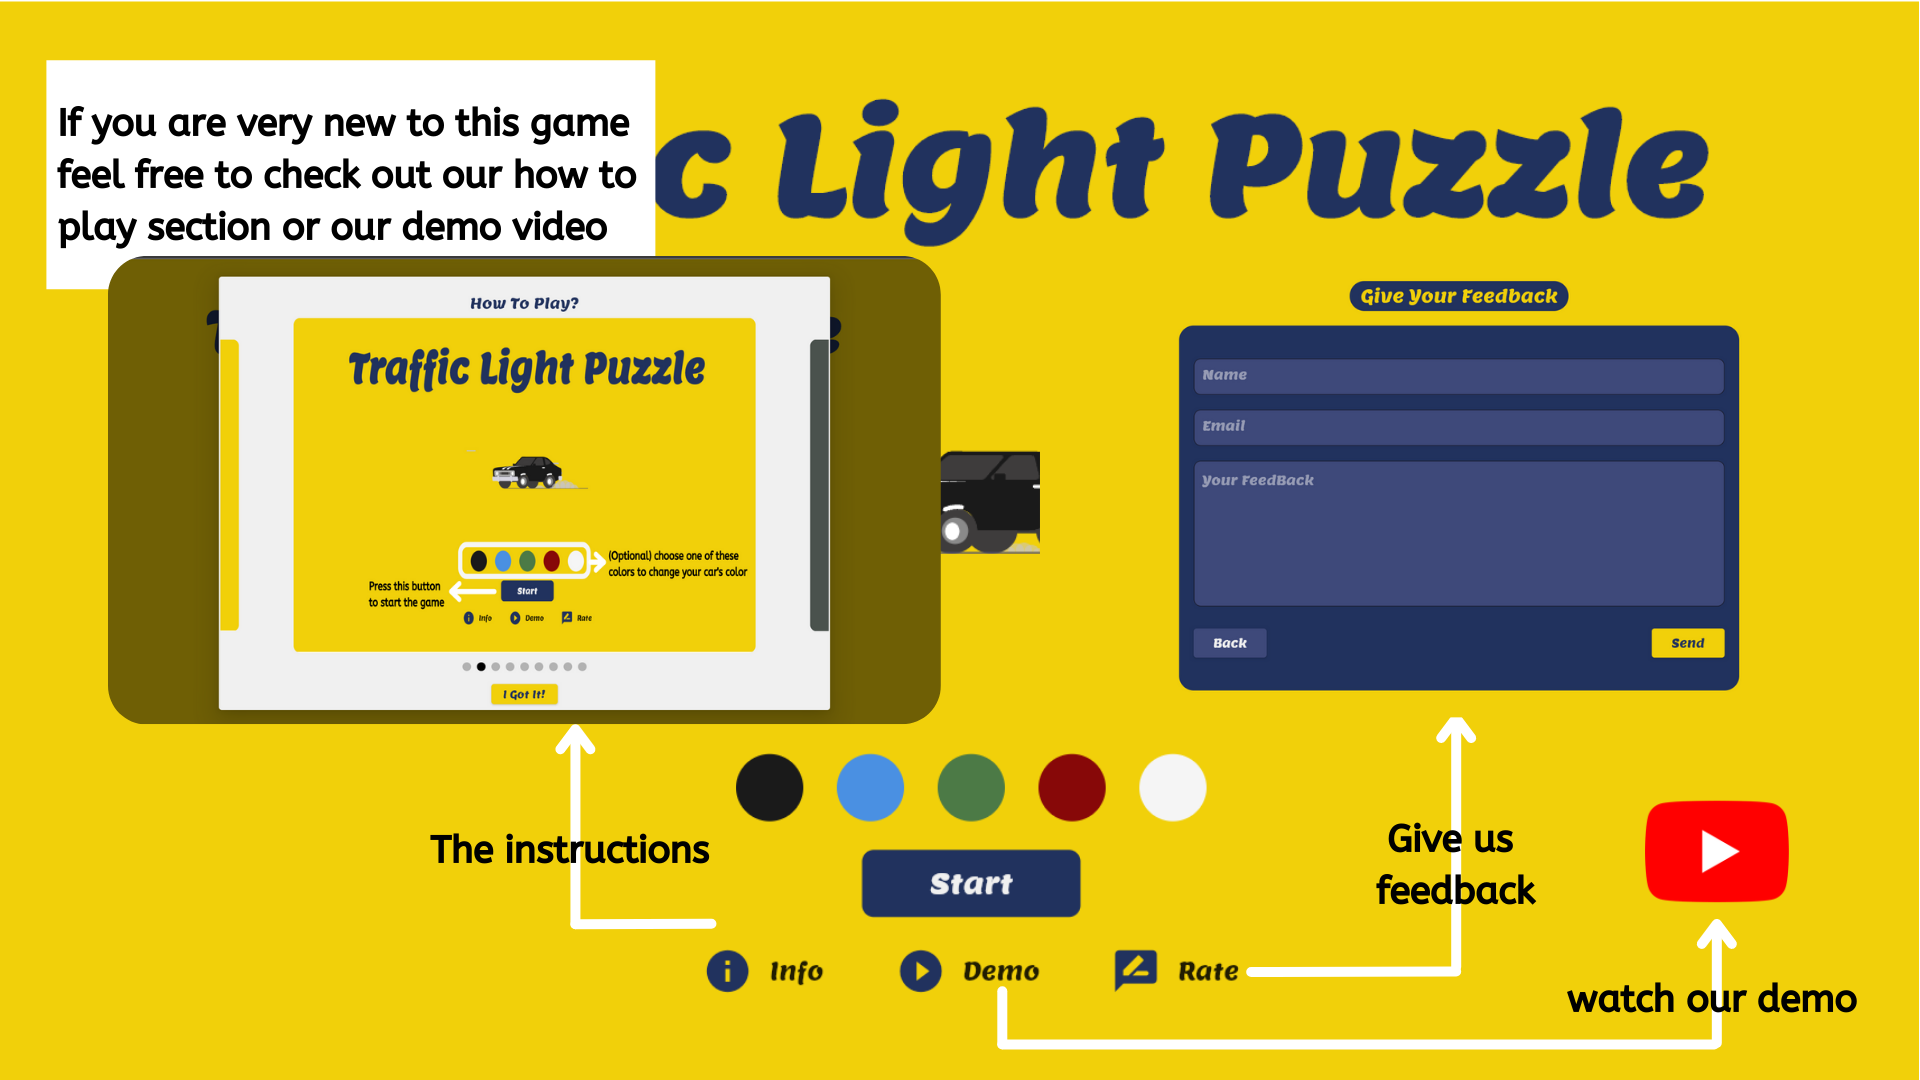 If you are very new to this game
feel free to check out our how to
play section or our demo video
c Light Puzzle
How To Play?
Traffic Light Puzzle
(Optional) choose one of these
colors to change your car's color
Press this button
to start the game
Start
Info Demo Rate
I Got It!
Give Your Feedback
Name
Email
Your FeedBack
Back Send
The instructions
Start
Give us
feedback
Info Demo Rate
watch our demo